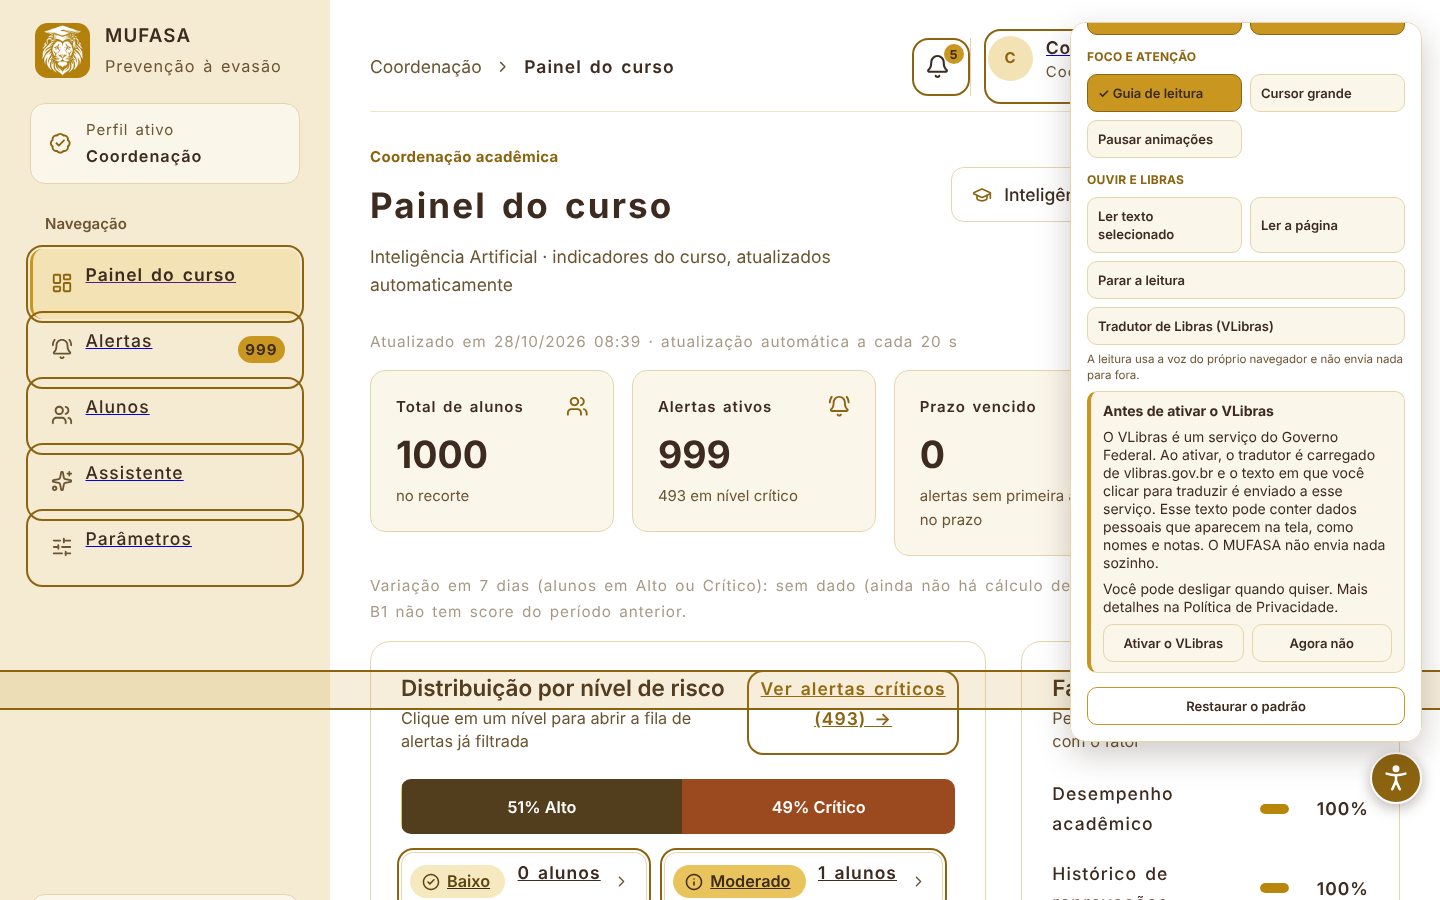 MUFASA
Prevenção à evasão
Perfil ativo
Coordenação
Navegação
Painel do curso
Alertas
999
Alunos
Assistente
Parâmetros
Coordenação > Painel do curso
5
C
Coordenação acadêmica
Painel do curso
Inteligência Artificial · indicadores do curso, atualizados
automaticamente
Atualizado em 28/10/2026 08:39 · atualização automática a cada 20 s
Total de alunos
1000
no recorte
Alertas ativos
999
493 em nível crítico
Prazo vencido
0
alertas sem primeira
no prazo
Variação em 7 dias (alunos em Alto ou Crítico): sem dado (ainda não há cálculo de
B1 não tem score do período anterior.
Distribuição por nível de risco
Clique em um nível para abrir a fila de
alertas já filtrada
Ver alertas críticos
(493) →
51% Alto
49% Crítico
Baixo
0 alunos
Moderado
1 alunos
com o fator
Desempenho
acadêmico
100%
Histórico de
100%
FOCO E ATENÇÃO
✓ Guia de leitura
Cursor grande
Pausar animações
OUVIR E LIBRAS
Ler texto
selecionado
Ler a página
Parar a leitura
Tradutor de Libras (VLibras)
A leitura usa a voz do próprio navegador e não envia nada
para fora.
Antes de ativar o VLibras
O VLibras é um serviço do Governo
Federal. Ao ativar, o tradutor é carregado
de vlibras.gov.br e o texto em que você
clicar para traduzir é enviado a esse
serviço. Esse texto pode conter dados
pessoais que aparecem na tela, como
nomes e notas. O MUFASA não envia nada
sozinho.
Você pode desligar quando quiser. Mais
detalhes na Política de Privacidade.
Ativar o VLibras
Agora não
Restaurar o padrão